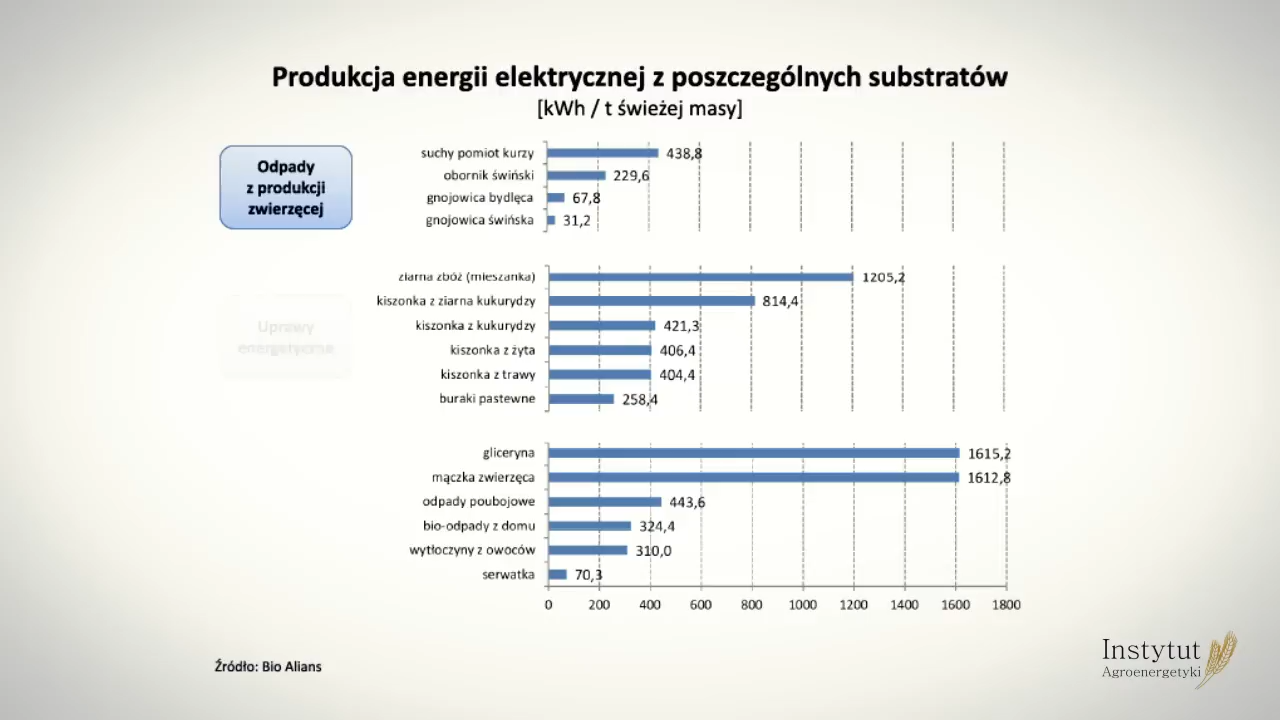 Produkcja energii elektrycznej z poszczególnych substratów
[kWh / t świeżej masy]
Odpady
z produkcji
zwierzęcej
suchy pomiot kurzy 438,8
obornik świński 229,6
gnojowica bydlęca 67,8
gnojowica świńska 31,2
Uprawy
energetyczne
ziarna zbóż (mieszanka) 1205,2
kiszonka z ziarna kukurydzy 814,4
kiszonka z kukurydzy 421,3
kiszonka z żyta 406,4
kiszonka z trawy 404,4
buraki pastewne 258,4
gliceryna 1615,2
mączka zwierzęca 1612,8
odpady poubojowe 443,6
bio-odpady z domu 324,4
wytłoczyny z owoców 310,0
serwatka 70,3
0 200 400 600 800 1000 1200 1400 1600 1800
Źródło: Bio Alians
Instytut
Agroenergetyki